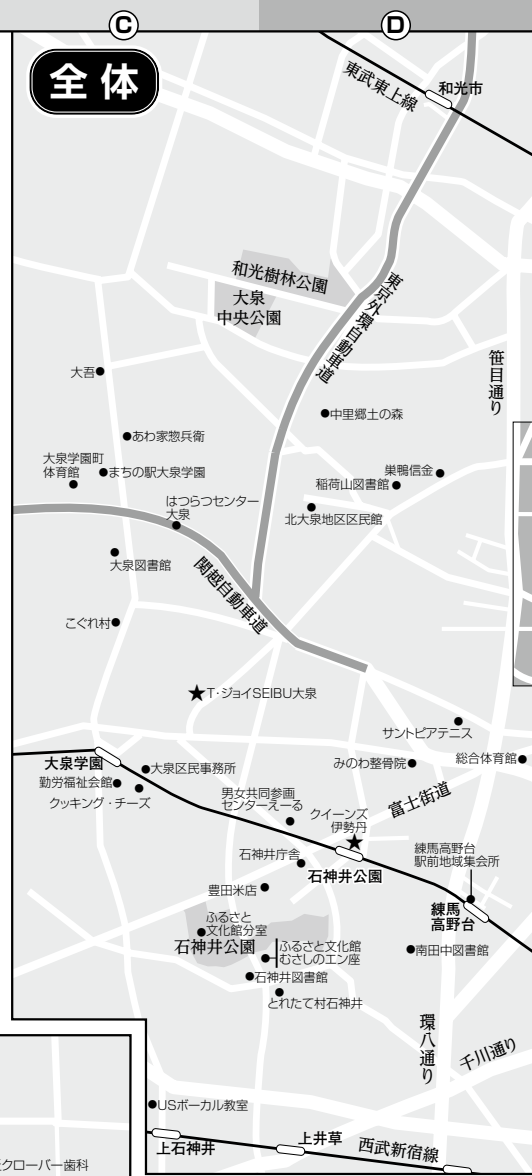 C
D
全体
東武東上線
和光市
和光樹林公園
大泉
中央公園
東京外環自動車道
笹目通り
大吾
中里郷土の森
あわ家惣兵衛
大泉学園町
体育館
まちの駅大泉学園
巣鴨信金
稲荷山図書館
はつらつセンター
大泉
北大泉地区区民館
大泉図書館
関越自動車道
こぐれ村
★T・ジョイSEIBU大泉
サントピアテニス
大泉学園
大泉区民事務所
みのわ整骨院
総合体育館
勤労福祉会館
クッキング・チーズ
男女共同参画
センターえーる
富士街道
クイーンズ
伊勢丹
★
石神井庁舎
練馬高野台
駅前地域集会所
石神井公園
豊田米店
練馬
高野台
ふるさと
文化館分室
石神井公園
ふるさと文化館
むさしのエン座
南田中図書館
石神井図書館
とれたて村石神井
環八通り
千川通り
USボーカル教室
上石神井
上井草
西武新宿線
クローバー歯科